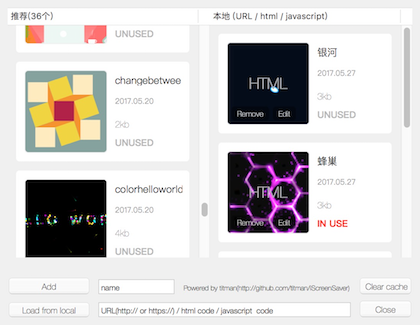 推荐(36个)
本地 (URL / html / javascript)
UNUSED
changebetwee
2017.05.20
2kb
UNUSED
colorhelloworld
2017.05.19
4kb
UNUSED
银河
2017.05.27
3kb
UNUSED
HTML
Remove Edit
蜂巢
2017.05.27
3kb
IN USE
HTML
Remove Edit
Add
name
Powered by titman(http://github.com/titman/iScreenSaver)
Clear cache
Load from local
URL(http:// or https://) / html code / javascript code
Close